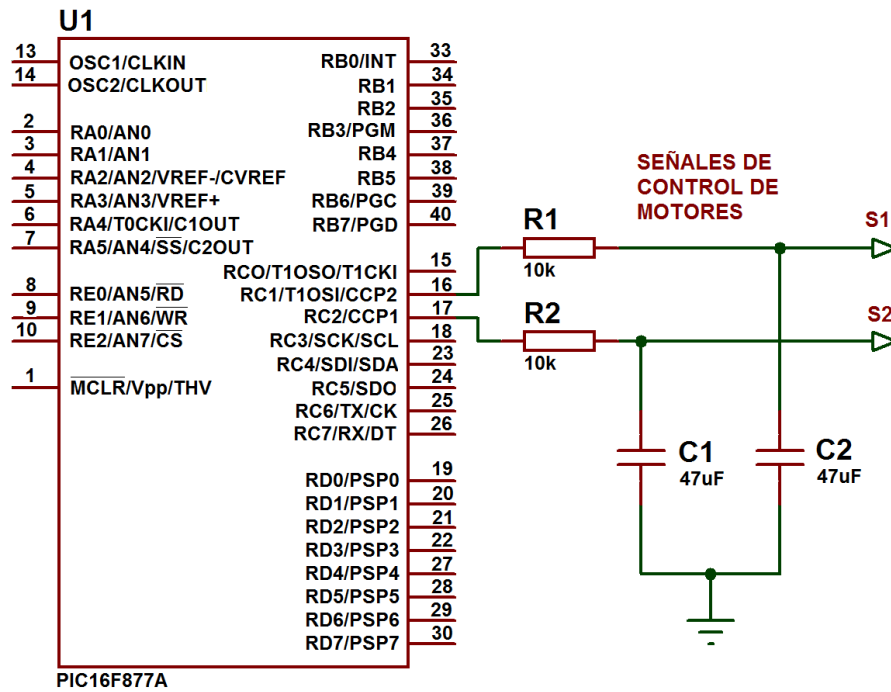 U1
13 OSC1/CLKIN
14 OSC2/CLKOUT
2 RA0/AN0
3 RA1/AN1
4 RA2/AN2/VREF-/CVREF
5 RA3/AN3/VREF+
6 RA4/T0CKI/C1OUT
7 RA5/AN4/SS/C2OUT
8 RE0/AN5/RD
9 RE1/AN6/WR
10 RE2/AN7/CS
1 MCLR/Vpp/THV
RB0/INT 33
RB1 34
RB2 35
RB3/PGM 36
RB4 37
RB5 38
RB6/PGC 39
RB7/PGD 40
RCO/T1OSO/T1CKI 15
RC1/T1OSI/CCP2 16
RC2/CCP1 17
RC3/SCK/SCL 18
RC4/SDI/SDA 23
RC5/SDO 24
RC6/TX/CK 25
RC7/RX/DT 26
RD0/PSP0 19
RD1/PSP1 20
RD2/PSP2 21
RD3/PSP3 22
RD4/PSP4 27
RD5/PSP5 28
RD6/PSP6 29
RD7/PSP7 30
PIC16F877A
R1
10k
R2
10k
SEÑALES DE
CONTROL DE
MOTORES
S1
S2
C1
47uF
C2
47uF